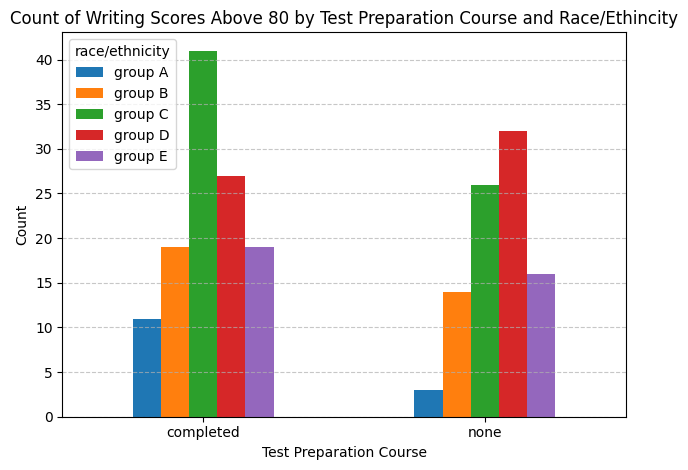 Count of Writing Scores Above 80 by Test Preparation Course and Race/Ethincity
race/ethnicity
group A
group B
group C
group D
group E
Count
40
35
30
25
20
15
10
5
0
completed none
Test Preparation Course